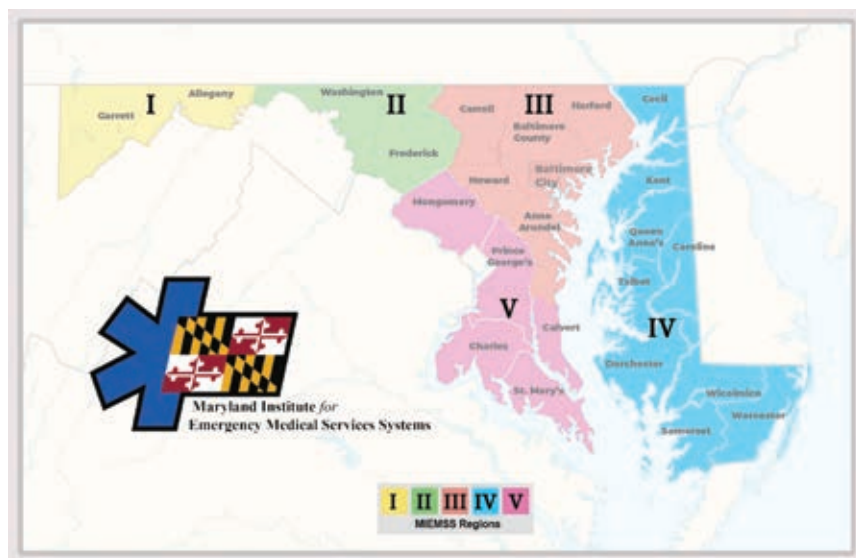 I
II
III
Allegany
Garrett
Washington
Frederick
Carroll
Harford
Baltimore
County
Cecil
Howard
Baltimore
City
Kent
Montgomery
Anne
Arundel
Queen
Anne's
Caroline
Prince
George's
Talbot
V
IV
Calvert
Charles
Dorchester
St. Mary's
Wicomico
Worcester
Somerset
Maryland Institute for
Emergency Medical Services Systems
I II III IV V
MIEMSS Regions